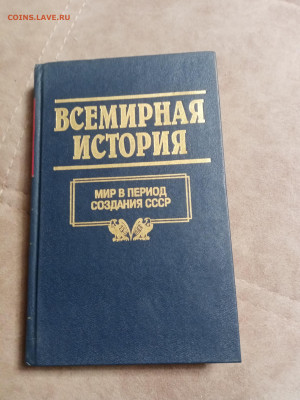 COINS.LAVE.RU
ВСЕМИРНАЯ
ИСТОРИЯ
МИР В ПЕРИОД
СОЗДАНИЯ СССР